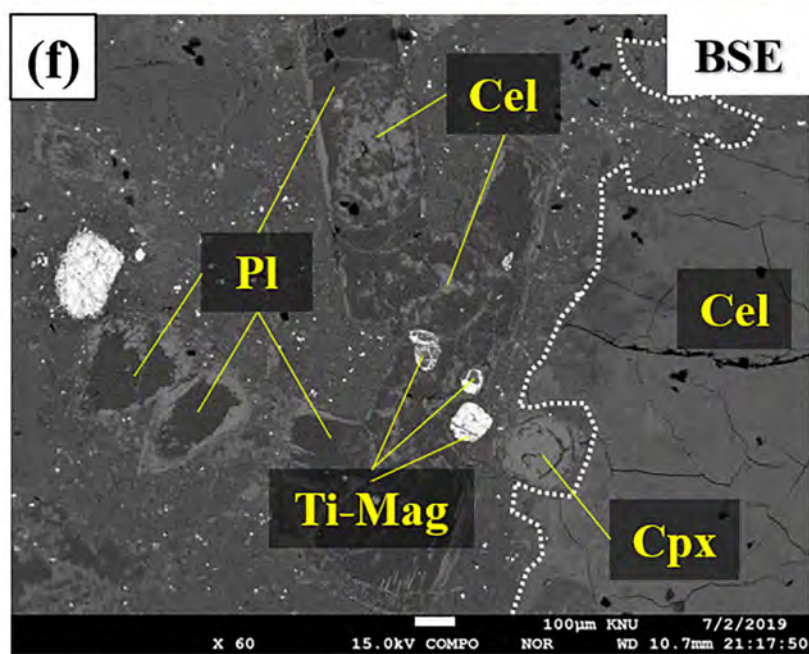 (f)
BSE
Cel
Pl
Cel
Ti-Mag
Cpx
100μm KNU 7/2/2019
X 60 15.0kV COMPO NOR WD 10.7mm 21:17:50